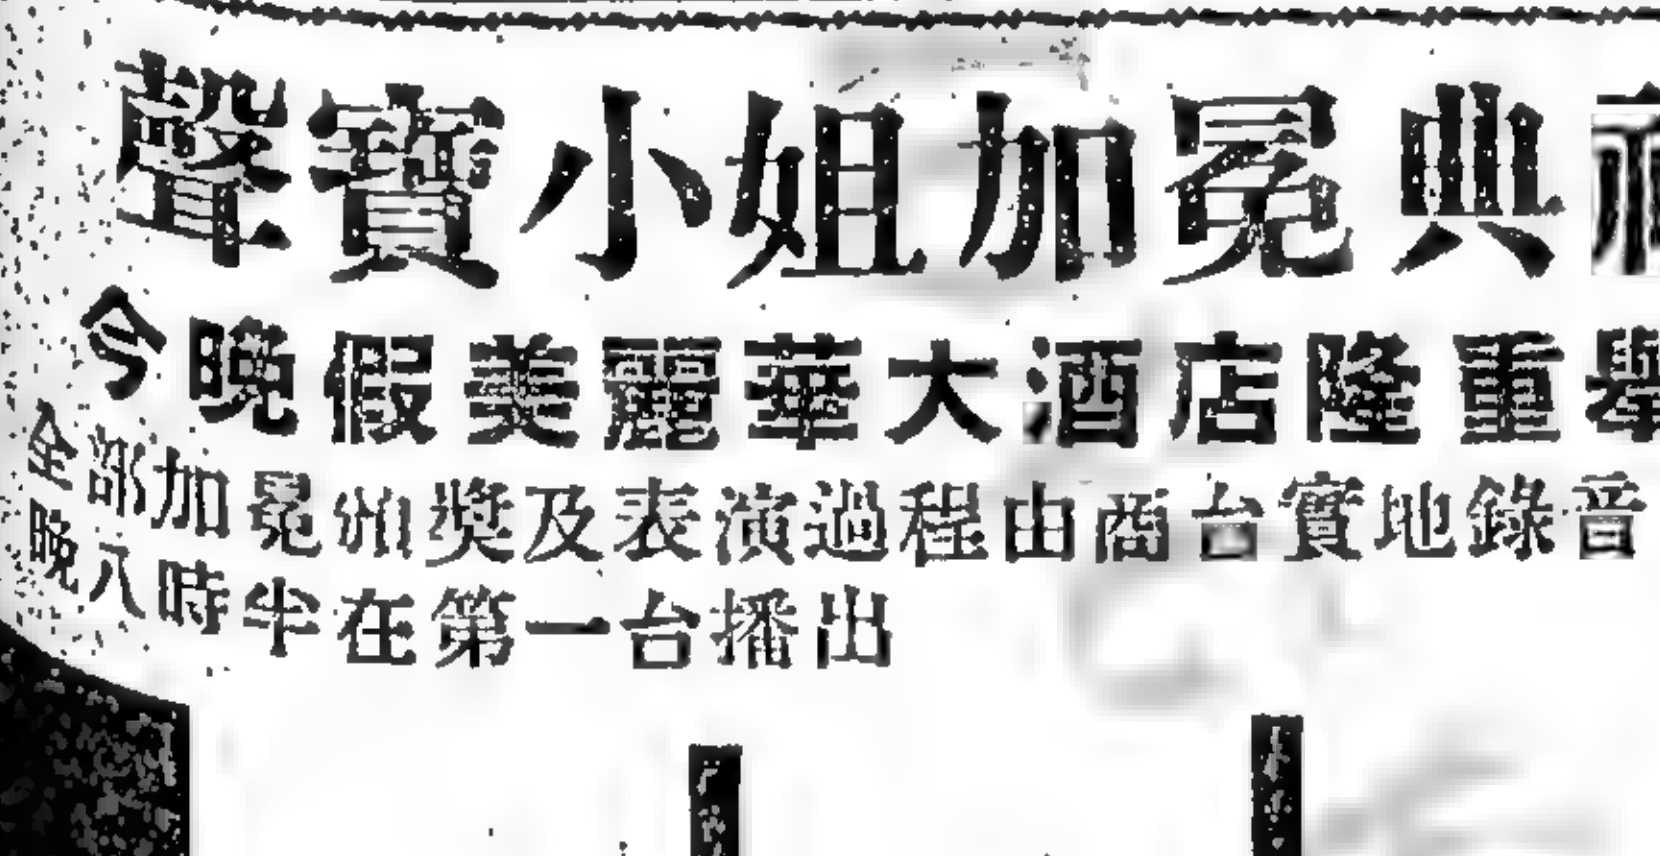 聲寶小姐加冕典
今晚假美麗華大酒店隆重舉
全部加冕頒獎及表演過程由商台實地錄音
晚八時半在第一台播出